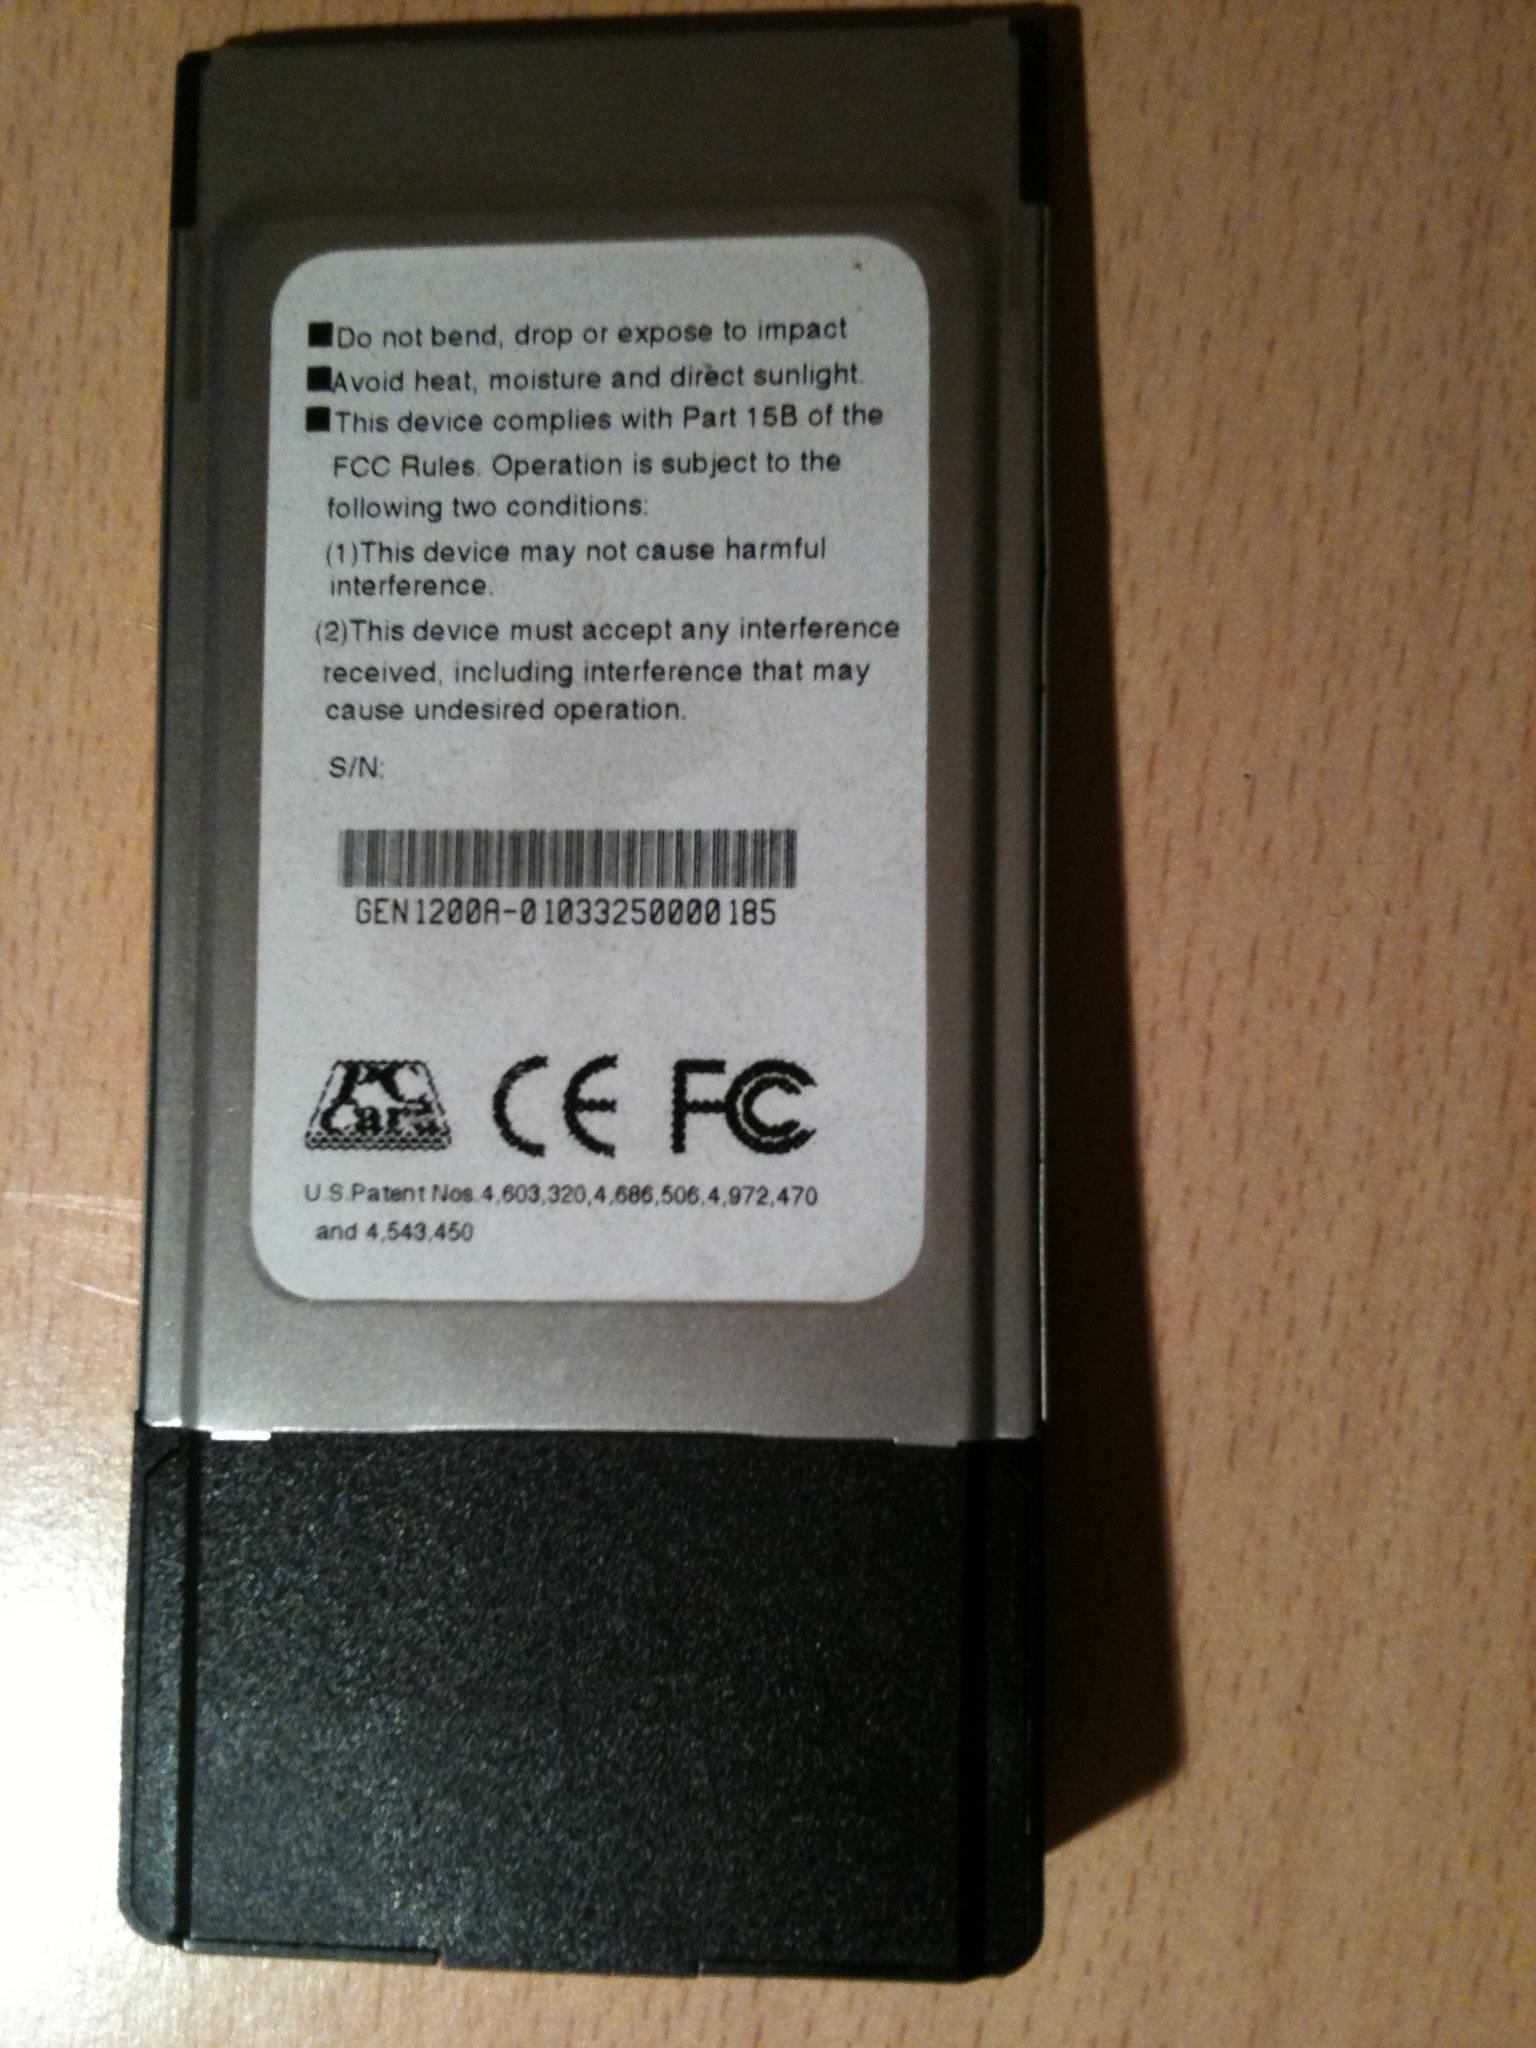 ■Do not bend, drop or expose to impact
■Avoid heat, moisture and direct sunlight.
■This device complies with Part 15B of the
FCC Rules. Operation is subject to the
following two conditions:
(1)This device may not cause harmful
interference.
(2)This device must accept any interference
received, including interference that may
cause undesired operation.
S/N:
GEN1200A-01033250000185
PC Card CE FC
U.S.Patent Nos.4,603,320,4,686,506,4,972,470
and 4,543,450